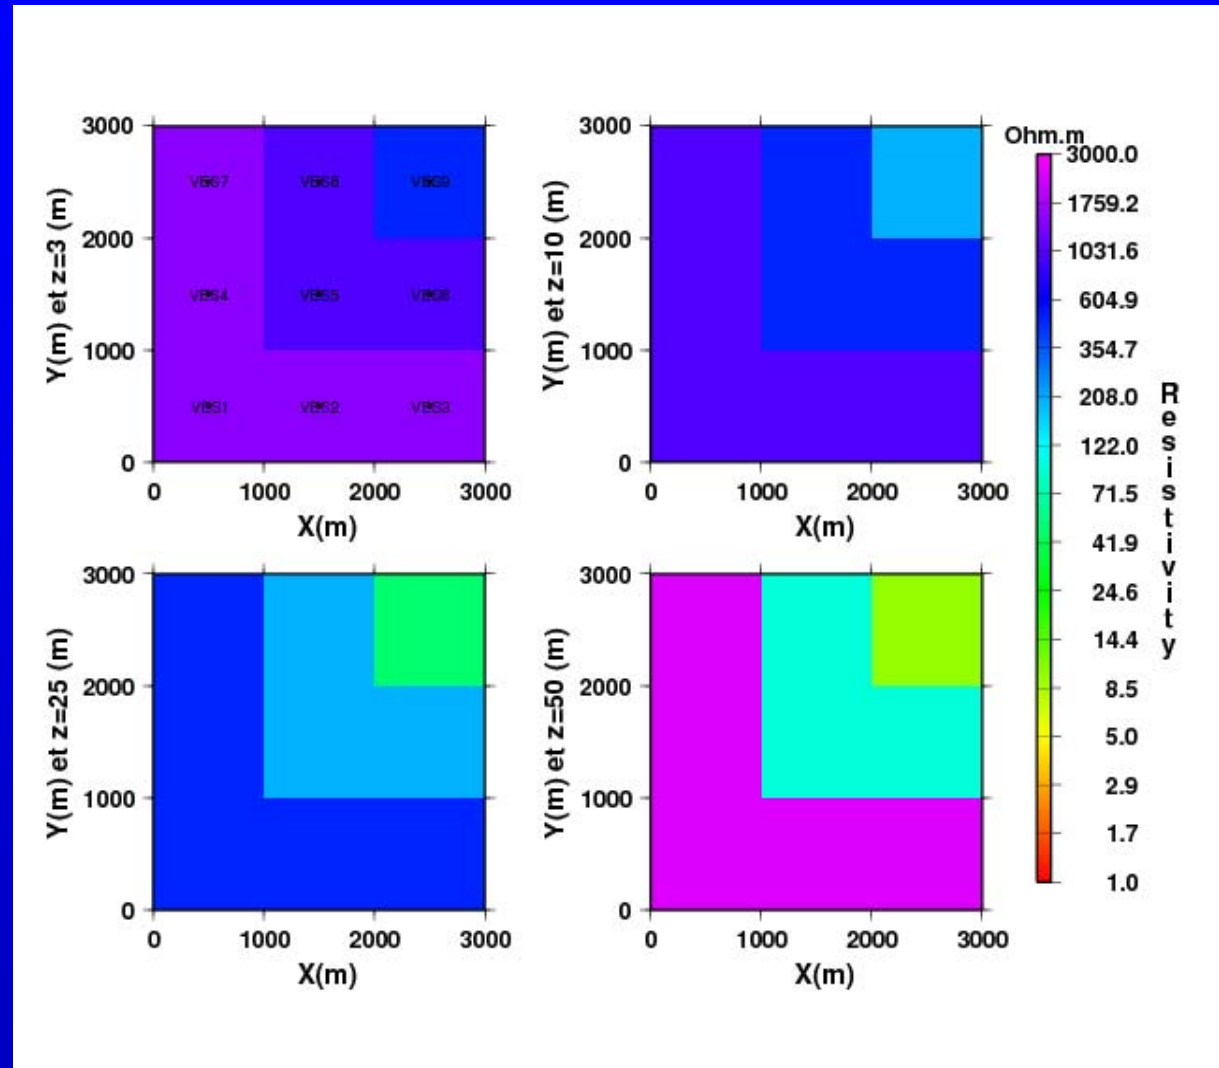 3000
2000
1000
0
Y(m) et z=3 (m)
VES7
VES8
VES9
VES4
VES5
VES6
VES1
VES2
VES3
0 1000 2000 3000
X(m)
3000
2000
1000
0
Y(m) et z=10 (m)
0 1000 2000 3000
X(m)
3000
2000
1000
0
Y(m) et z=25 (m)
0 1000 2000 3000
X(m)
3000
2000
1000
0
Y(m) et z=50 (m)
0 1000 2000 3000
X(m)
Ohm.m
3000.0
1759.2
1031.6
604.9
354.7
208.0
122.0
71.5
41.9
24.6
14.4
8.5
5.0
2.9
1.7
1.0
Resistivity